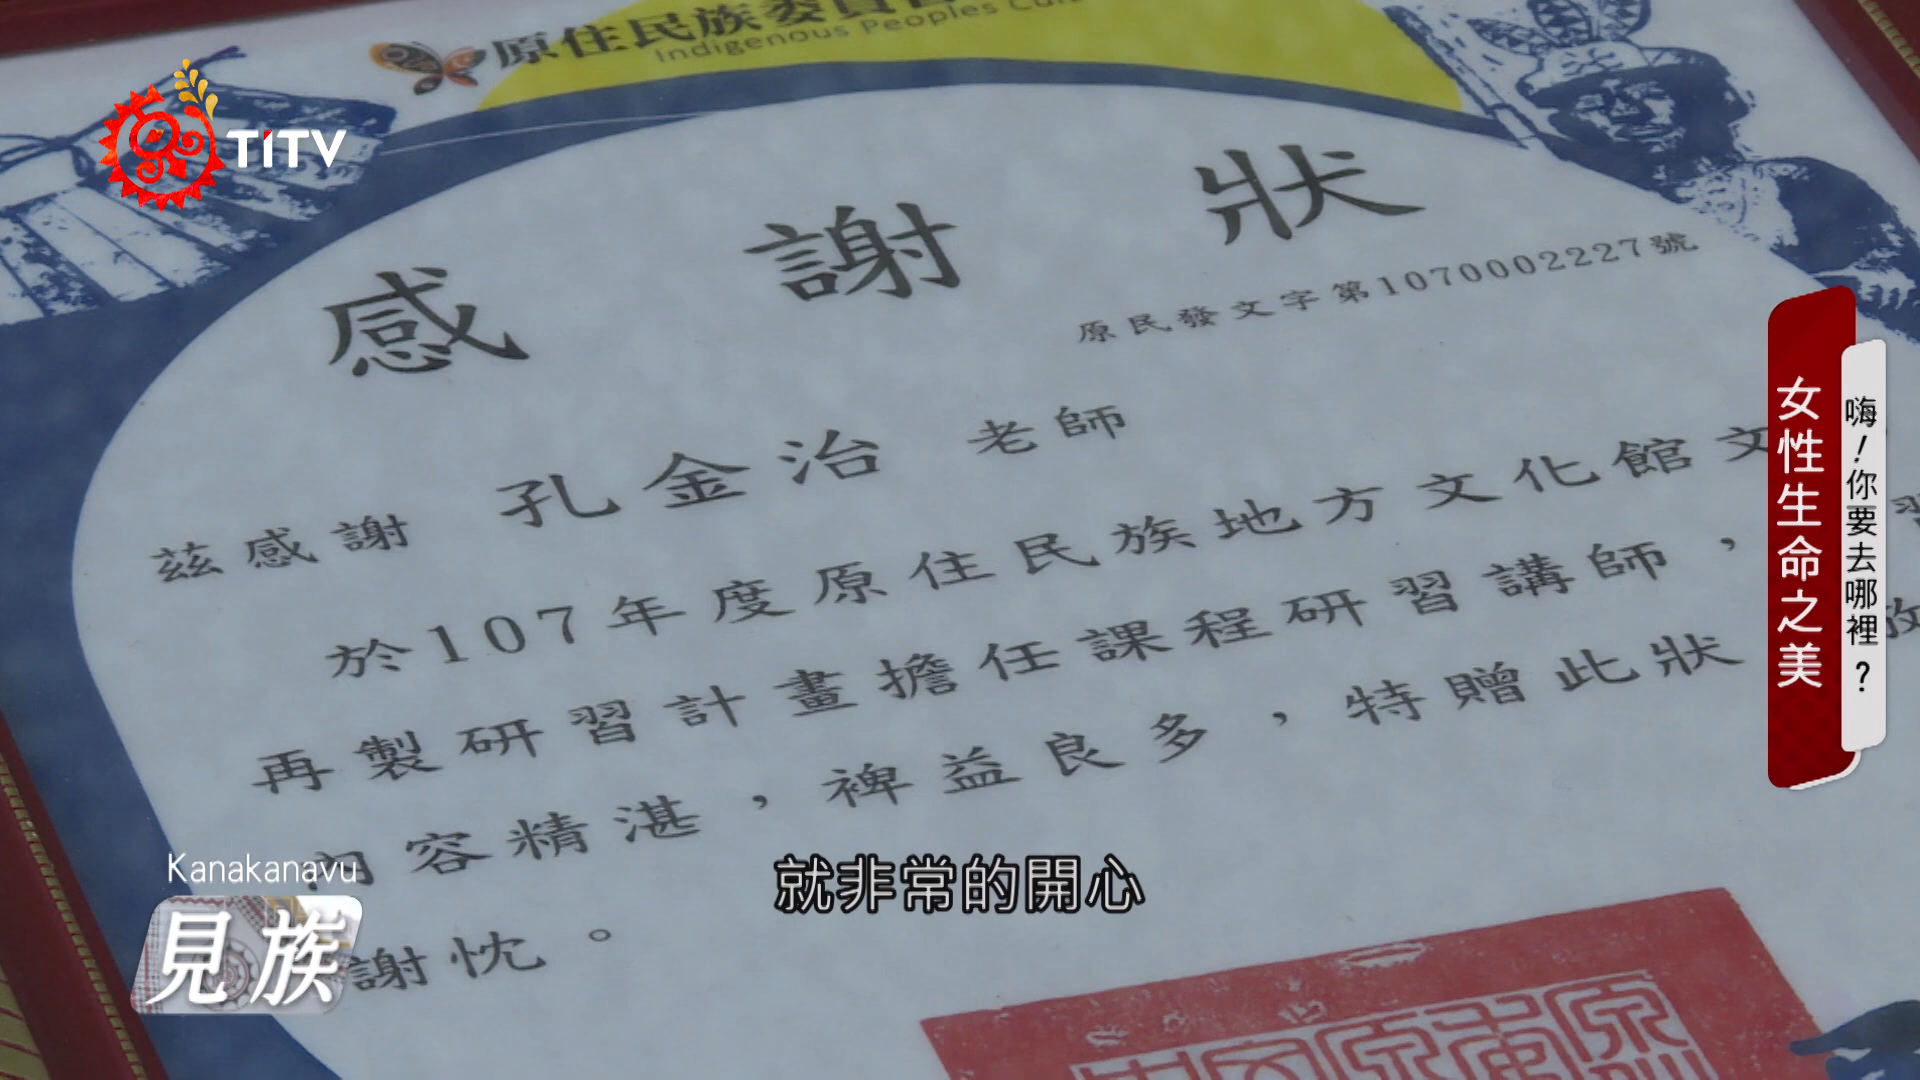 原住民族委員會
Indigenous Peoples Cul
TITV
感謝狀
原民發文字第1070002227號
茲感謝 孔金治 老師
於107年度原住民族地方文化館文
再製研習計畫擔任課程研習講師，
內容精湛，裨益良多，特贈此狀
謝忱。
嗨！你要去哪裡？
女性生命之美
就非常的開心
Kanakanavu
見族